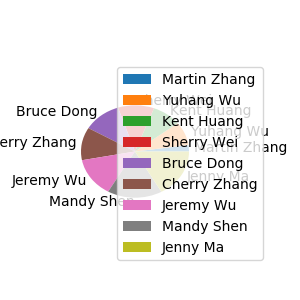 Martin Zhang
Yuhang Wu
Kent Huang
Sherry Wei
Bruce Dong
Cherry Zhang
Jeremy Wu
Mandy Shen
Jenny Ma
Kent Huang
Bruce Dong
Yuhang Wu
erry Zhang
Martin Zhang
Jenny Ma
Jeremy Wu
Mandy Shen